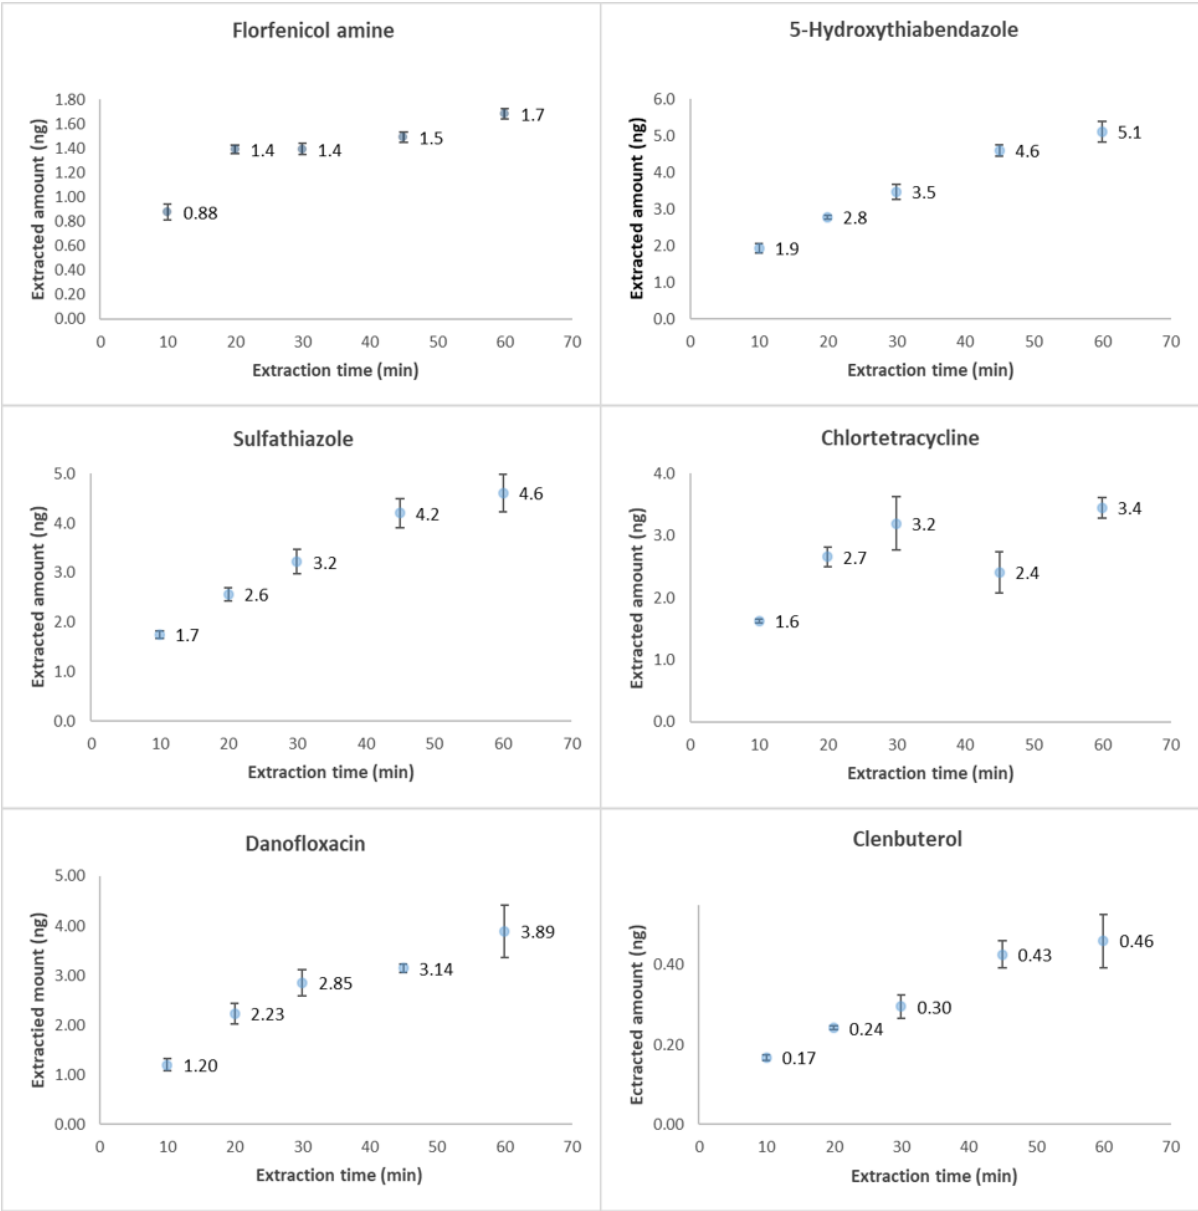 Florfenicol amine
Extracted amount (ng)
1.80
1.60
1.40
1.20
1.00
0.80
0.60
0.40
0.20
0.00
0.88
1.4
1.4
1.5
1.7
0 10 20 30 40 50 60 70
Extraction time (min)
5-Hydroxythiabendazole
Extracted amount (ng)
6.0
5.0
4.0
3.0
2.0
1.0
0.0
1.9
2.8
3.5
4.6
5.1
0 10 20 30 40 50 60 70
Extraction time (min)
Sulfathiazole
Extracted amount (ng)
5.0
4.0
3.0
2.0
1.0
0.0
1.7
2.6
3.2
4.2
4.6
0 10 20 30 40 50 60 70
Extraction time (min)
Chlortetracycline
Extracted amount (ng)
4.0
3.0
2.0
1.0
0.0
1.6
2.7
3.2
2.4
3.4
0 10 20 30 40 50 60 70
Extraction time (min)
Danofloxacin
Extractied mount (ng)
5.00
4.00
3.00
2.00
1.00
0.00
1.20
2.23
2.85
3.14
3.89
0 10 20 30 40 50 60 70
Extraction time (min)
Clenbuterol
Ectracted amount (ng)
0.40
0.20
0.00
0.17
0.24
0.30
0.43
0.46
0 10 20 30 40 50 60 70
Extraction time (min)